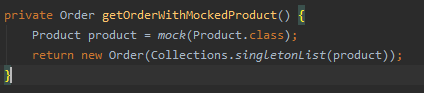 private Order getOrderWithMockedProduct() {
Product product = mock(Product.class);
return new Order(Collections.singletonList(product));
}